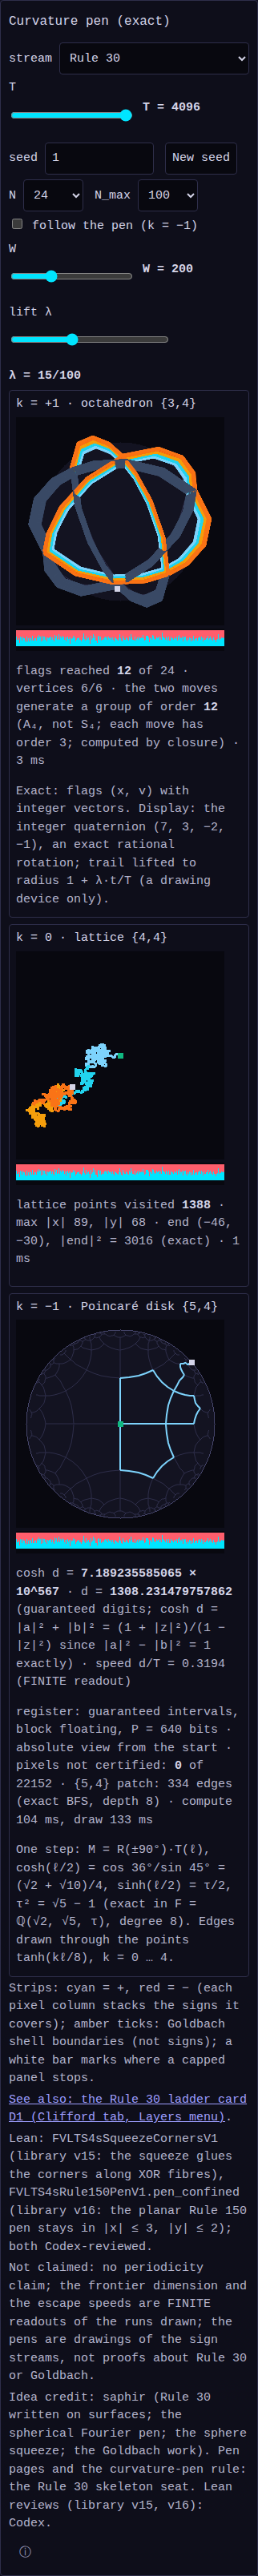 Curvature pen (exact)
stream Rule 30
T
T = 4096
seed 1 New seed
N 24 N_max 100
follow the pen (k = −1)
W
W = 200
lift λ
λ = 15/100
k = +1 · octahedron {3,4}
flags reached 12 of 24 ·
vertices 6/6 · the two moves
generate a group of order 12
(A₄, not S₄; each move has
order 3; computed by closure) ·
3 ms
Exact: flags (x, v) with
integer vectors. Display: the
integer quaternion (7, 3, −2,
−1), an exact rational
rotation; trail lifted to
radius 1 + λ·t/T (a drawing
device only).
k = 0 · lattice {4,4}
lattice points visited 1388 ·
max |x| 89, |y| 68 · end (−46,
−30), |end|² = 3016 (exact) · 1
ms
k = −1 · Poincaré disk {5,4}
cosh d = 7.189235585065 ×
10^567 · d = 1308.231479757862
(guaranteed digits; cosh d =
|a|² + |b|² = (1 + |z|²)/(1 −
|z|²) since |a|² − |b|² = 1
exactly) · speed d/T = 0.3194
(FINITE readout)
register: guaranteed intervals,
block floating, P = 640 bits ·
absolute view from the start ·
pixels not certified: 0 of
22152 · {5,4} patch: 334 edges
(exact BFS, depth 8) · compute
104 ms, draw 133 ms
One step: M = R(±90°)·T(ℓ),
cosh(ℓ/2) = cos 36°/sin 45° =
(√2 + √10)/4, sinh(ℓ/2) = τ/2,
τ² = √5 − 1 (exact in F =
ℚ(√2, √5, τ), degree 8). Edges
drawn through the points
tanh(kℓ/8), k = 0 … 4.
Strips: cyan = +, red = − (each
pixel column stacks the signs it
covers); amber ticks: Goldbach
shell boundaries (not signs); a
white bar marks where a capped
panel stops.
See also: the Rule 30 ladder card
D1 (Clifford tab, Layers menu).
Lean: FVLTS4sSqueezeCornersV1
(library v15: the squeeze glues
the corners along XOR fibres),
FVLTS4sRule150PenV1.pen_confined
(library v16: the planar Rule 150
pen stays in |x| ≤ 3, |y| ≤ 2);
both Codex-reviewed.
Not claimed: no periodicity
claim; the frontier dimension and
the escape speeds are FINITE
readouts of the runs drawn; the
pens are drawings of the sign
streams, not proofs about Rule 30
or Goldbach.
Idea credit: saphir (Rule 30
written on surfaces; the
spherical Fourier pen; the sphere
squeeze; the Goldbach work). Pen
pages and the curvature-pen rule:
the Rule 30 skeleton seat. Lean
reviews (library v15, v16):
Codex.
ⓘ